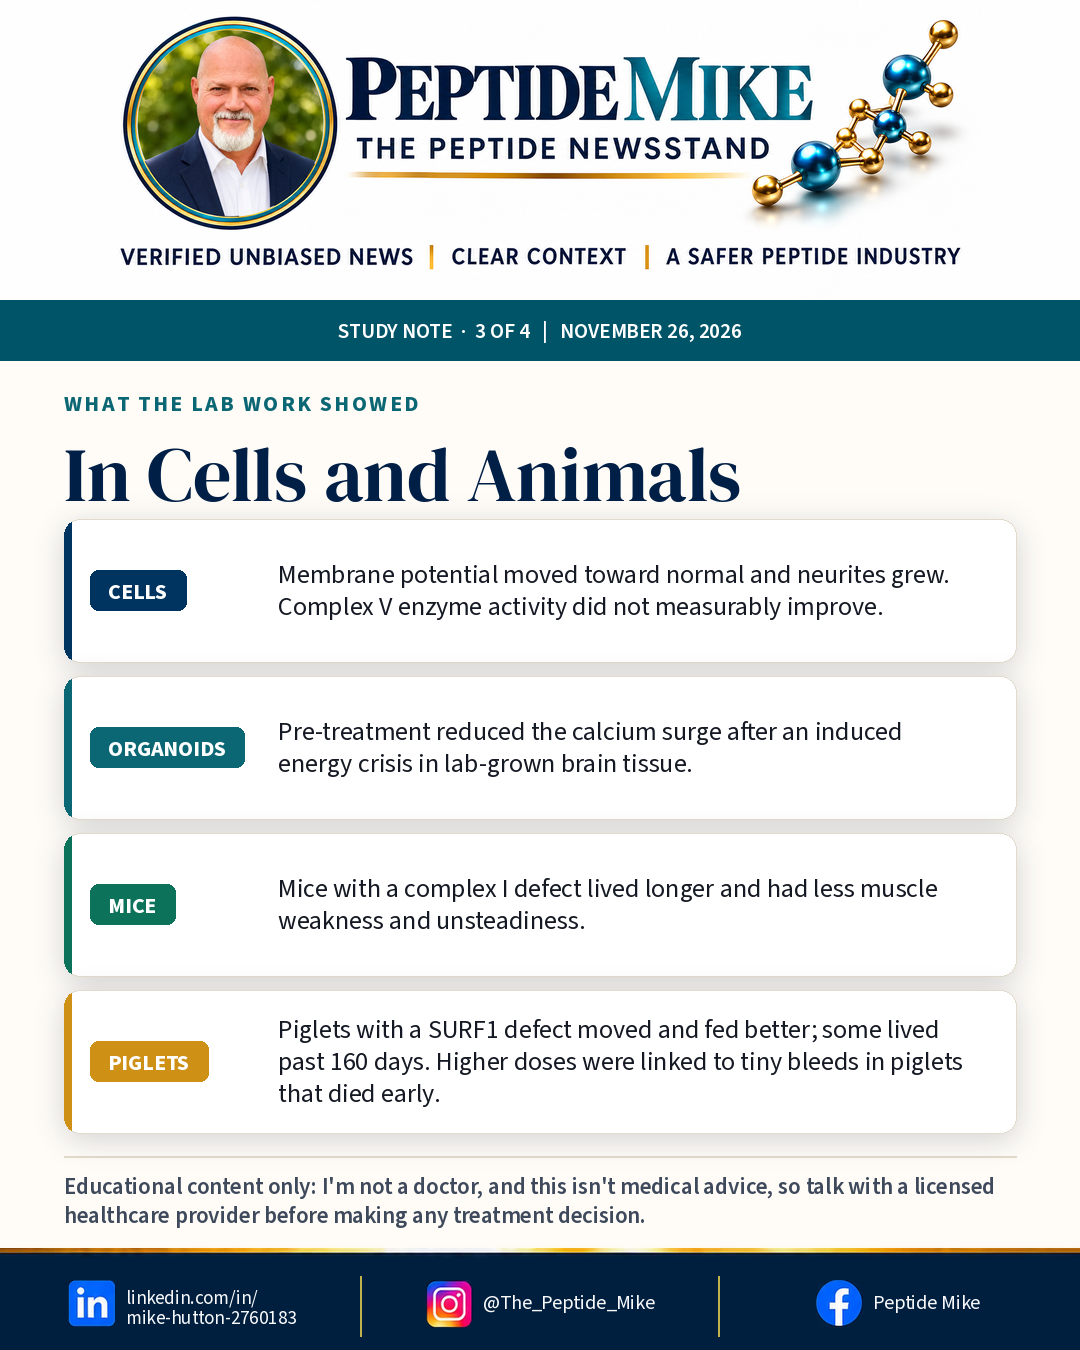 PEPTIDEMIKE
THE PEPTIDE NEWSSTAND
VERIFIED UNBIASED NEWS | CLEAR CONTEXT | A SAFER PEPTIDE INDUSTRY
STUDY NOTE · 3 OF 4 | NOVEMBER 26, 2026
WHAT THE LAB WORK SHOWED
In Cells and Animals
CELLS
Membrane potential moved toward normal and neurites grew.
Complex V enzyme activity did not measurably improve.
ORGANOIDS
Pre-treatment reduced the calcium surge after an induced
energy crisis in lab-grown brain tissue.
MICE
Mice with a complex I defect lived longer and had less muscle
weakness and unsteadiness.
PIGLETS
Piglets with a SURF1 defect moved and fed better; some lived
past 160 days. Higher doses were linked to tiny bleeds in piglets
that died early.
Educational content only: I'm not a doctor, and this isn't medical advice, so talk with a licensed
healthcare provider before making any treatment decision.
in
linkedin.com/in/
mike-hutton-2760183
@The_Peptide_Mike
Peptide Mike